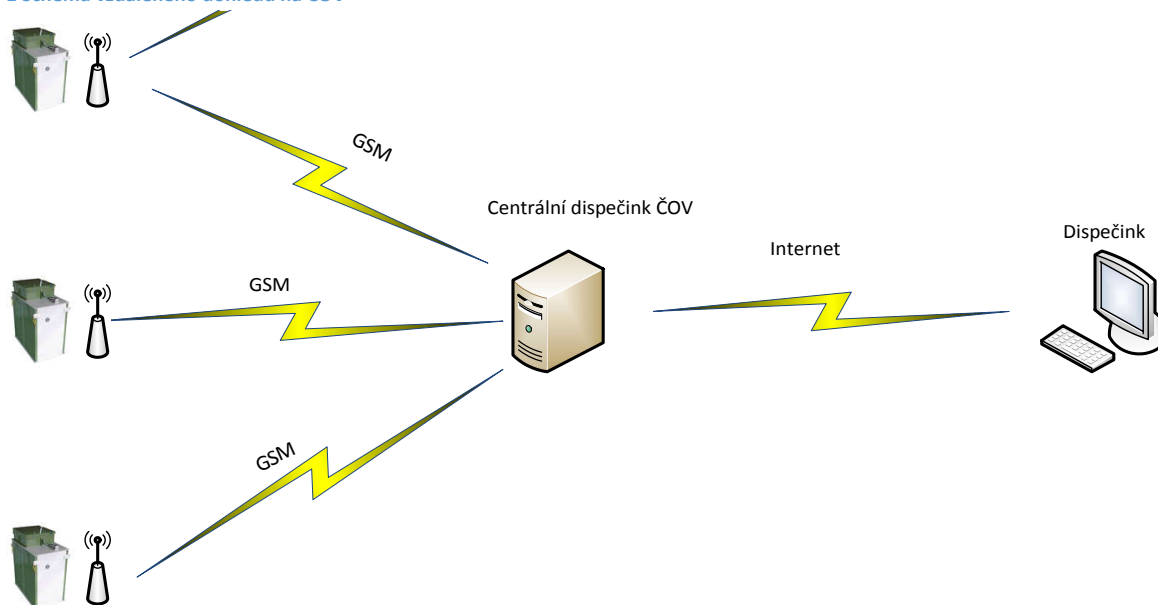 GSM
Centrální dispečink ČOV
Dispečink
Internet
GSM
GSM